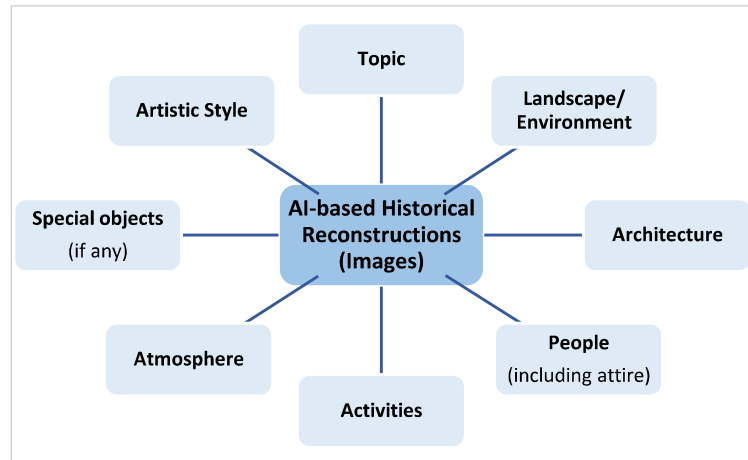 Topic
Landscape/
Environment
Artistic Style
AI-based Historical
Reconstructions
(Images)
Special objects
(if any)
Architecture
People
(including attire)
Atmosphere
Activities